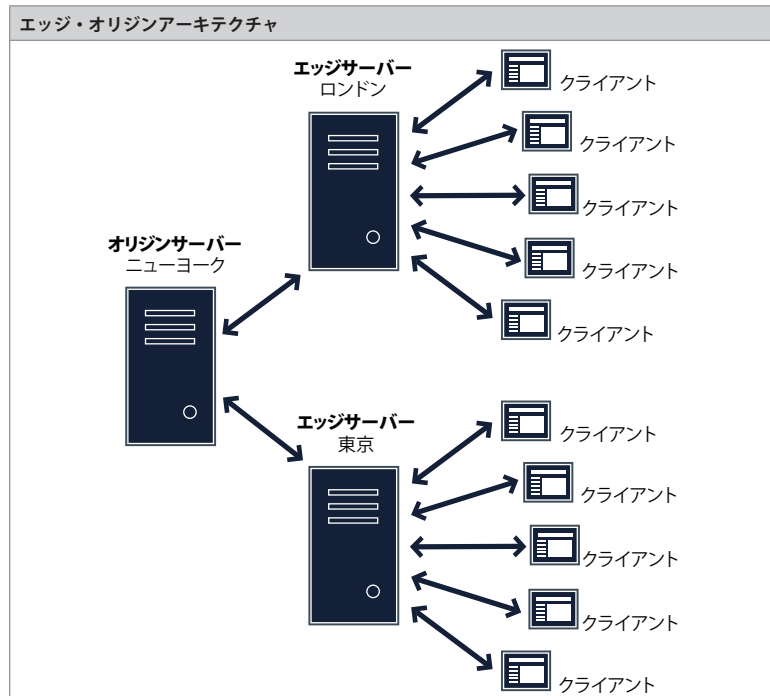 エッジ・オリジンアーキテクチャ
エッジサーバー
ロンドン
クライアント
クライアント
クライアント
クライアント
クライアント
オリジンサーバー
ニューヨーク
エッジサーバー
東京
クライアント
クライアント
クライアント
クライアント
クライアント